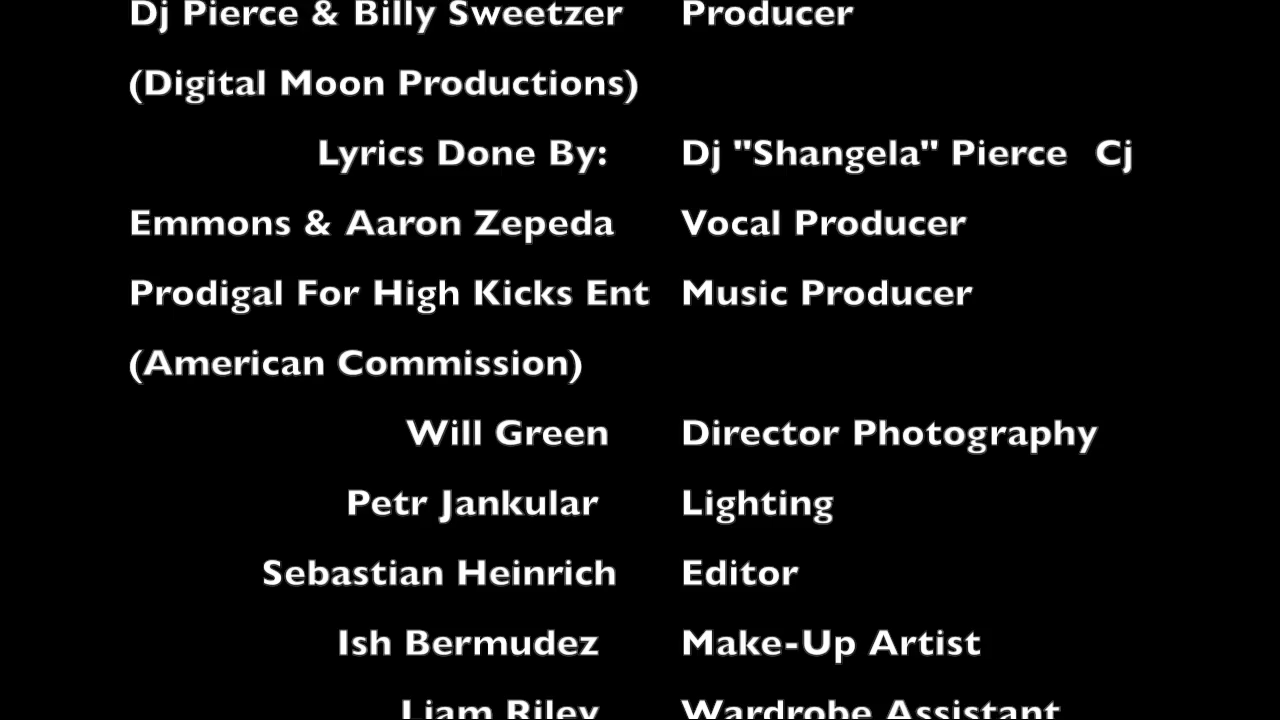 Dj Pierce & Billy Sweetzer Producer
(Digital Moon Productions)
Lyrics Done By: Dj "Shangela" Pierce Cj
Emmons & Aaron Zepeda Vocal Producer
Prodigal For High Kicks Ent Music Producer
(American Commission)
Will Green Director Photography
Petr Jankular Lighting
Sebastian Heinrich Editor
Ish Bermudez Make-Up Artist
Liam Riley Wardrobe Assistant